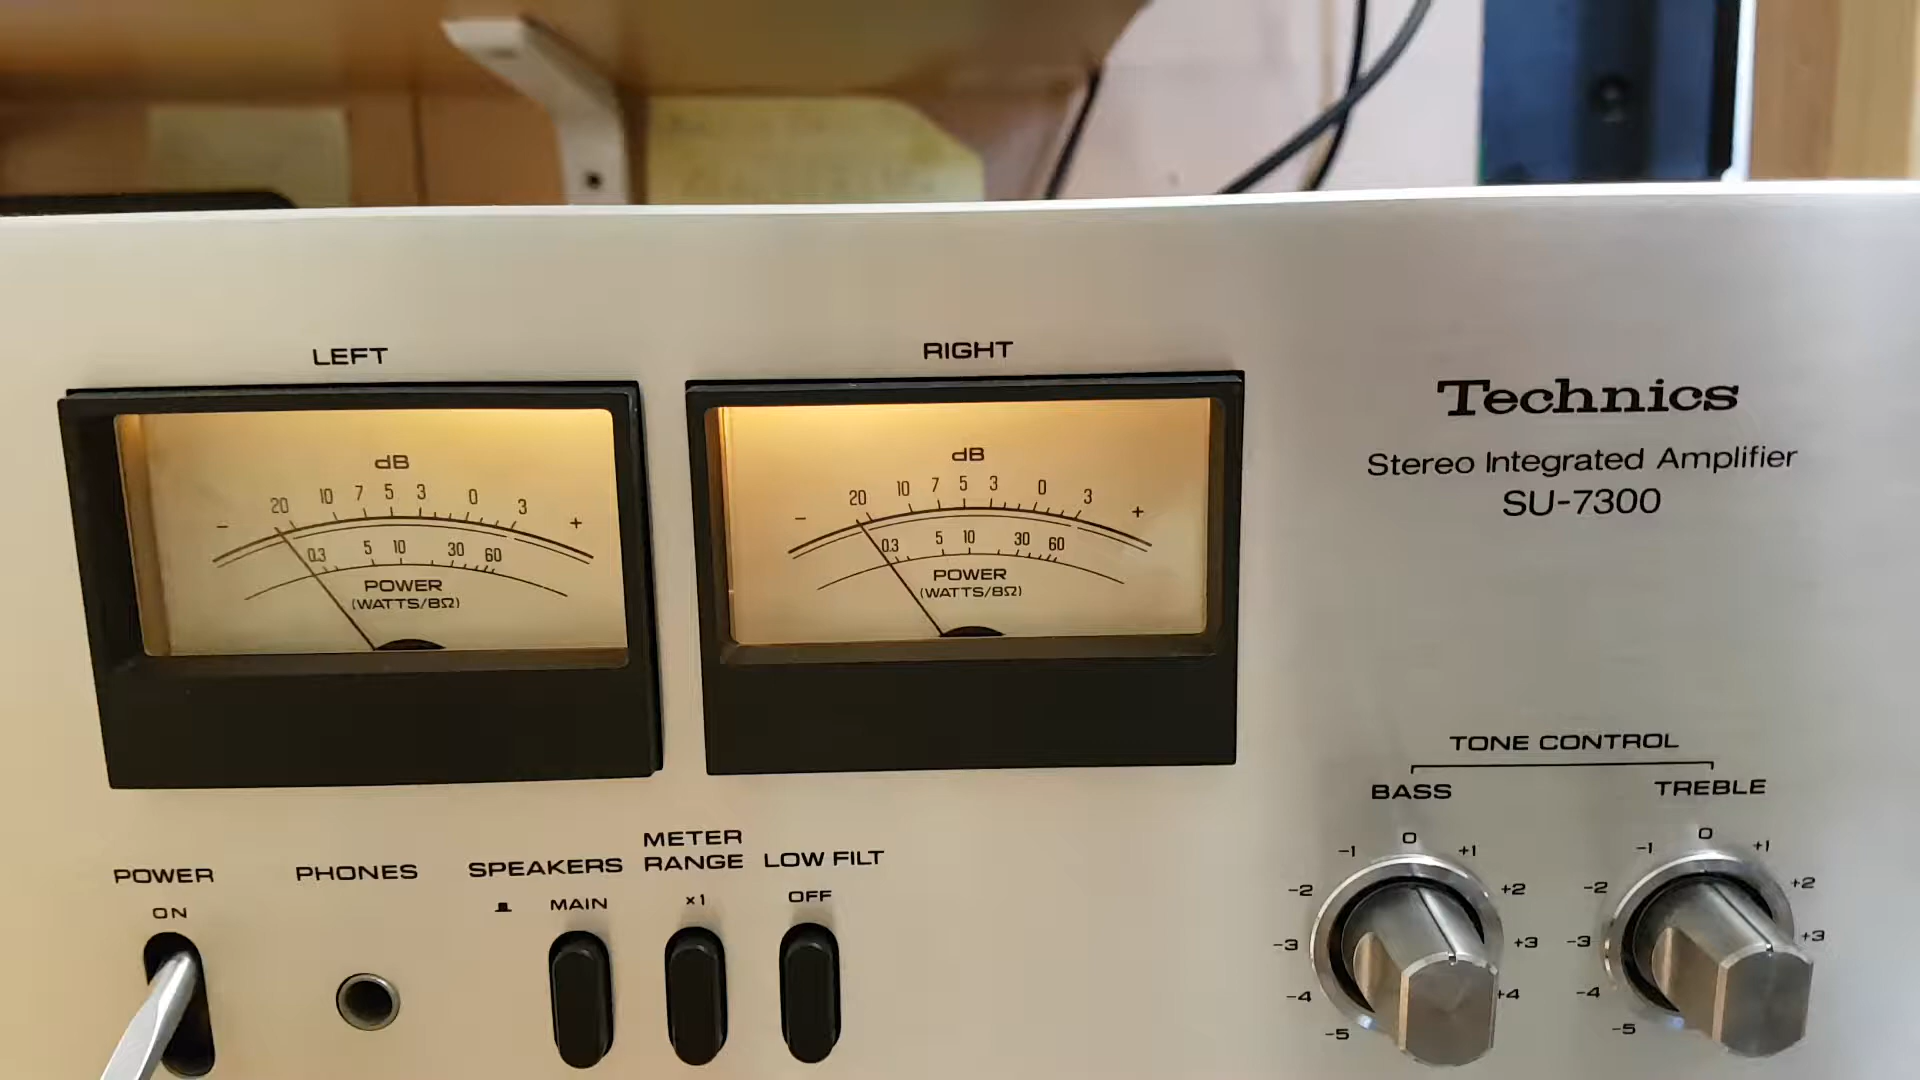 LEFT
dB
20 10 7 5 3 0 3
- +
0.3 5 10 30 60
POWER
(WATTS/8Ω)
RIGHT
dB
20 10 7 5 3 0 3
- +
0.3 5 10 30 60
POWER
(WATTS/8Ω)
Technics
Stereo Integrated Amplifier
SU-7300
TONE CONTROL
BASS
0
-1 +1
-2 +2
-3 +3
-4 +4
-5
TREBLE
0
-1 +1
-2 +2
-3 +3
-4
-5
POWER
ON
PHONES
SPEAKERS
MAIN
METER
RANGE
×1
LOW FILT
OFF